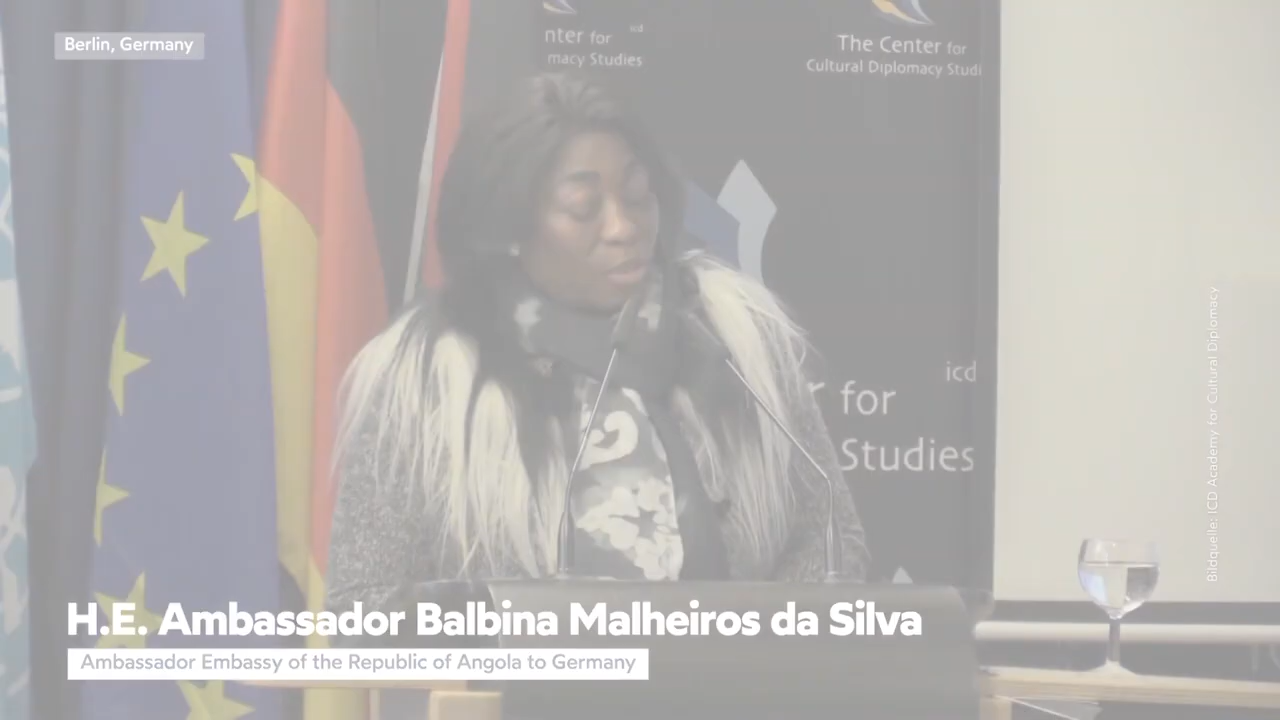 Berlin, Germany
nter for
icd
macy Studies
The Center for
Cultural Diplomacy Studi
icd
for
Studies
Bildquelle: ICD Academy for Cultural Diplomacy
H.E. Ambassador Balbina Malheiros da Silva
Ambassador Embassy of the Republic of Angola to Germany